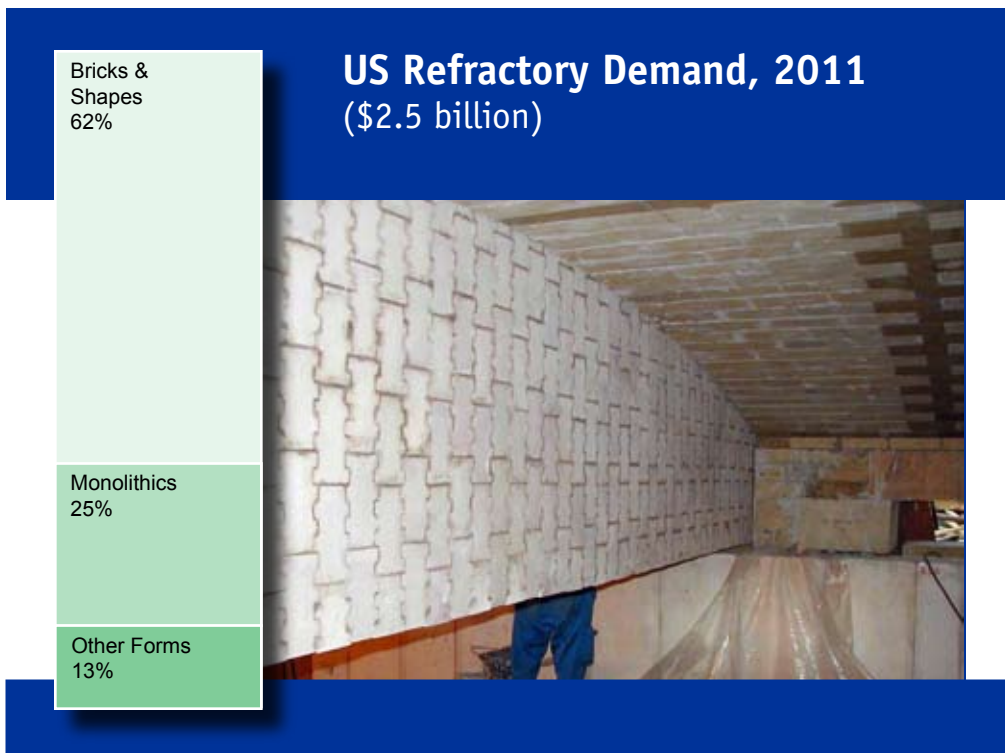 US Refractory Demand, 2011
($2.5 billion)
Bricks &
Shapes
62%
Monolithics
25%
Other Forms
13%